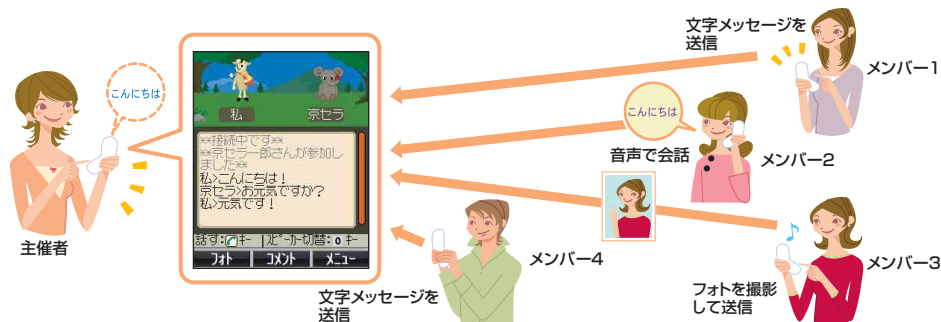 こんにちは
主催者
私
京セラ
※※接続中です※※
※※京セラ一郎さんが参加し
ました※※
私>こんにちは！
京セラ>お元気ですか？
私>元気です！
話す:キー |スピーカー切替:0キー
フォト コメント メニュー
文字メッセージを
送信
メンバー1
こんにちは
音声で会話
メンバー2
メンバー3
フォトを撮影
して送信
メンバー4
文字メッセージを
送信